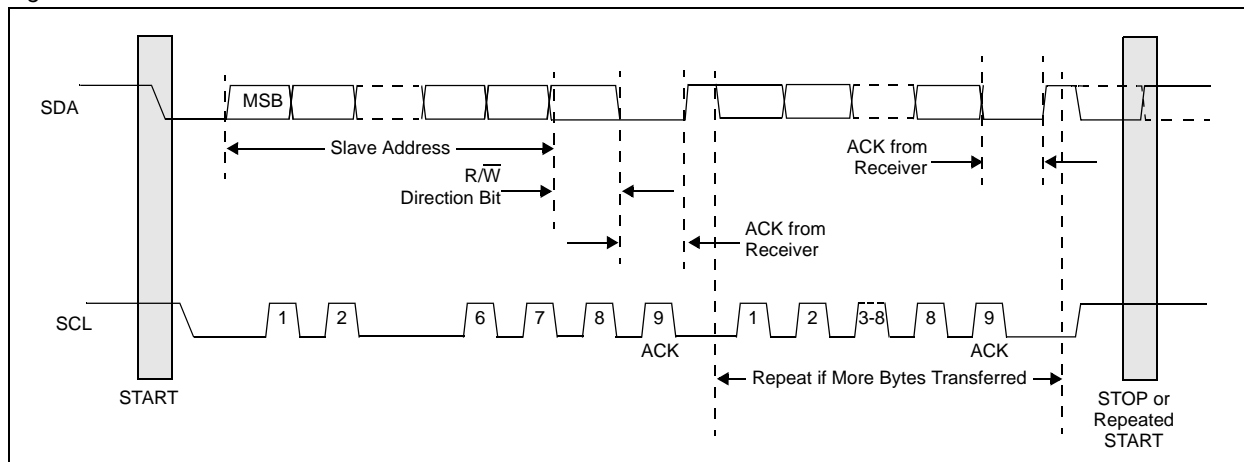 SDA
MSB
Slave Address
R/W̅
Direction Bit
ACK from
Receiver
ACK from
Receiver
SCL
1 2 6 7 8 9 1 2 3-8 8 9
ACK ACK
Repeat if More Bytes Transferred
START
STOP or
Repeated
START